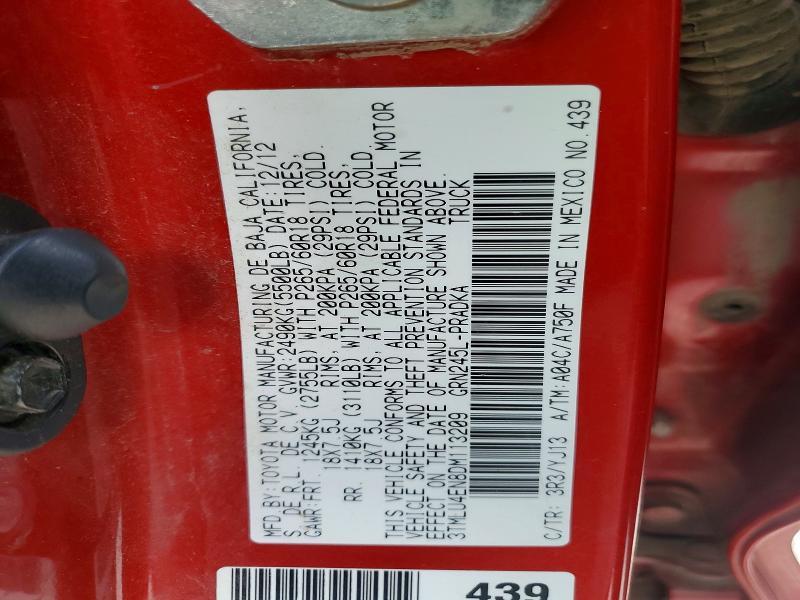 MFD BY: TOYOTA MOTOR MANUFACTURING DE BAJA CALIFORNIA,
S. DE R.L. DE C.V. GVWR: 2490KG(5500LB) DATE: 12/12
GAWR: FRT. 1245KG (2755LB) WITH P265/60R18 TIRES,
18X7.5J RIMS, AT 200KPA (29PSI) COLD.
RR. 1410KG (3110LB) WITH P265/60R18 TIRES,
18X7.5J RIMS, AT 200KPA (29PSI) COLD.
THIS VEHICLE CONFORMS TO ALL APPLICABLE FEDERAL MOTOR
VEHICLE SAFETY AND THEFT PREVENTION STANDARDS IN
EFFECT ON THE DATE OF MANUFACTURE SHOWN ABOVE.
3TMLU4EN8DM113209 GRN245L-PRADKA TRUCK
C/TR: 3R3/YJ13 A/TM: A04C/A750F MADE IN MEXICO NO. 439
439